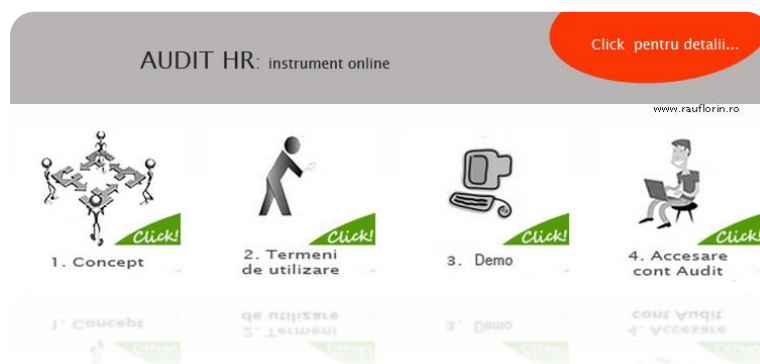 AUDIT HR: instrument online
Click pentru detalii...
www.rauflorin.ro
Click!
Click!
Click!
Click!
1. Concept
2. Termeni
de utilizare
3. Demo
4. Accesare
cont Audit